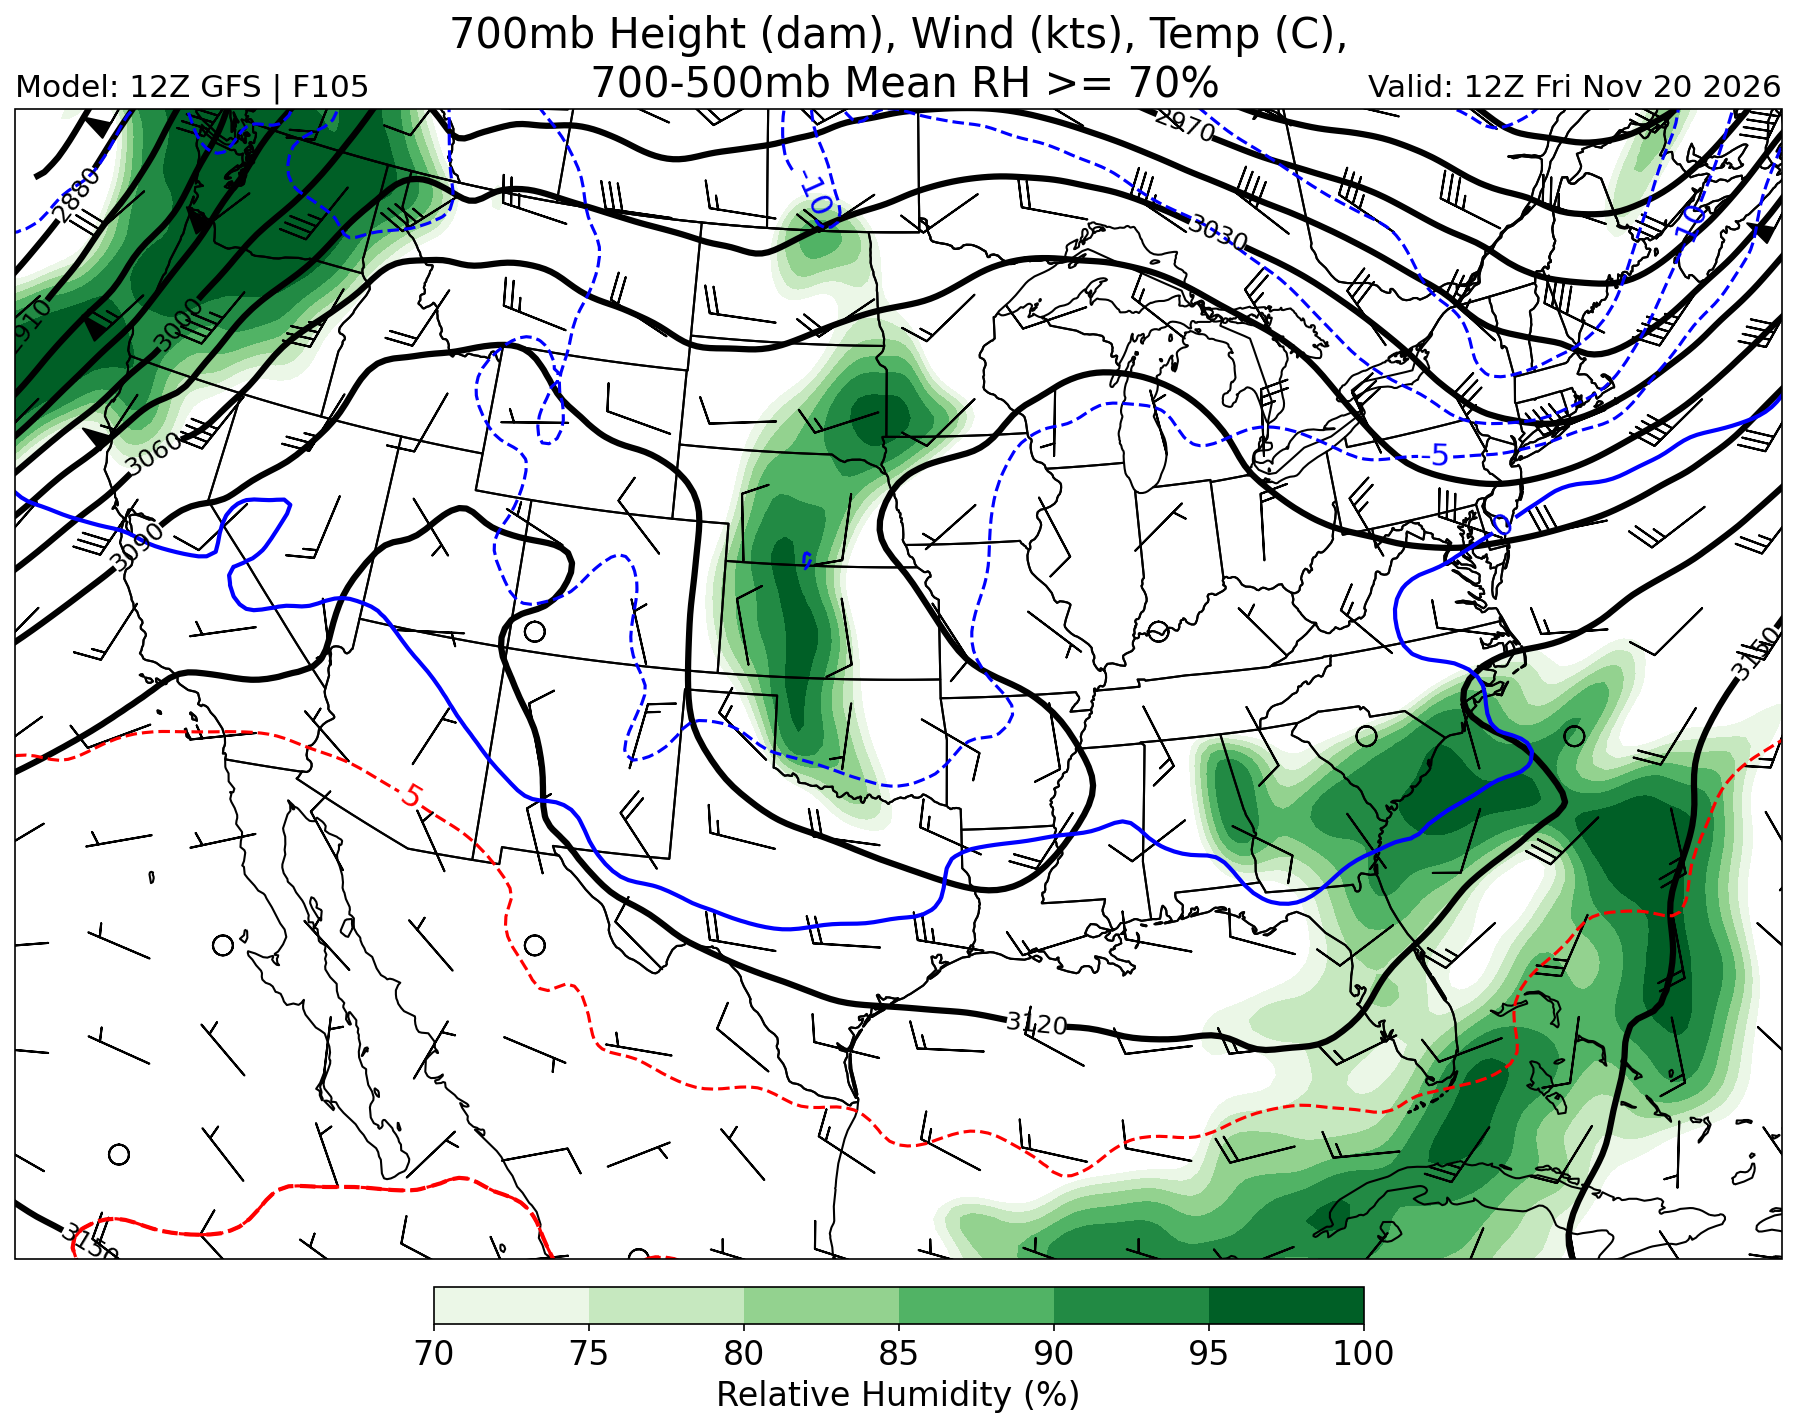 700mb Height (dam), Wind (kts), Temp (C),
700-500mb Mean RH >= 70%
Model: 12Z GFS | F105
Valid: 12Z Fri Nov 20 2026
2970
2880
-10
-10
3030
2910
3000
3060
-5
0
3090
3150
5
3120
3150
70 75 80 85 90 95 100
Relative Humidity (%)